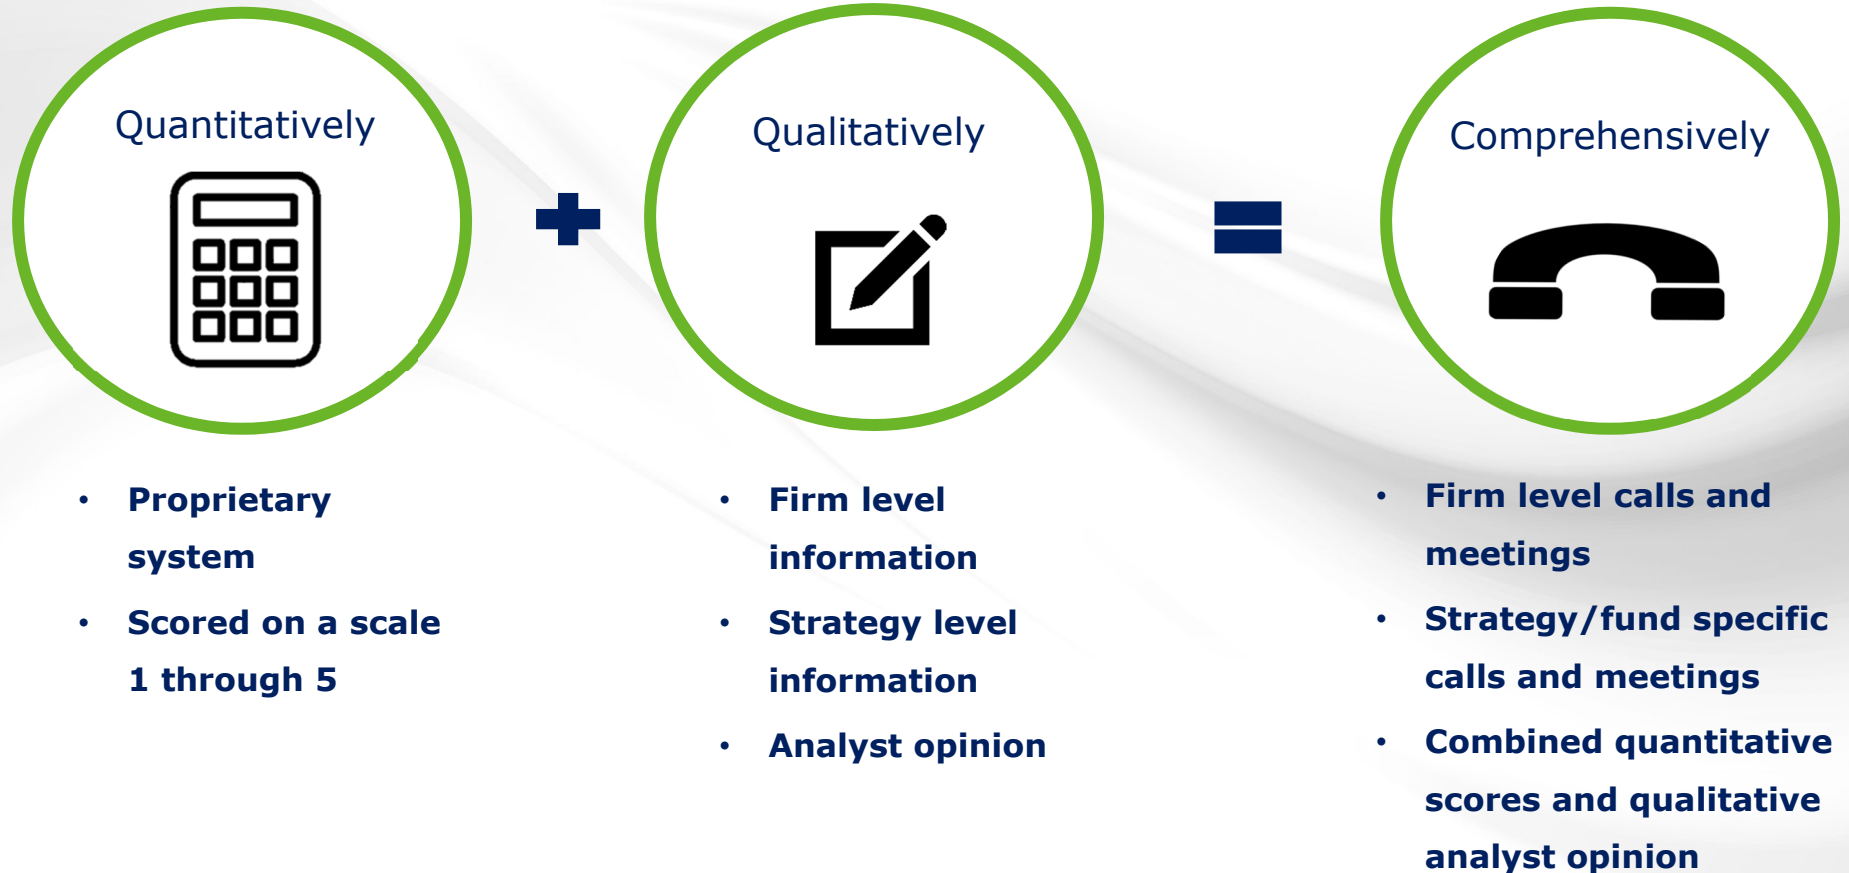 Quantitatively
• Proprietary
system
• Scored on a scale
1 through 5
Qualitatively
• Firm level
information
• Strategy level
information
• Analyst opinion
Comprehensively
• Firm level calls and
meetings
• Strategy/fund specific
calls and meetings
• Combined quantitative
scores and qualitative
analyst opinion